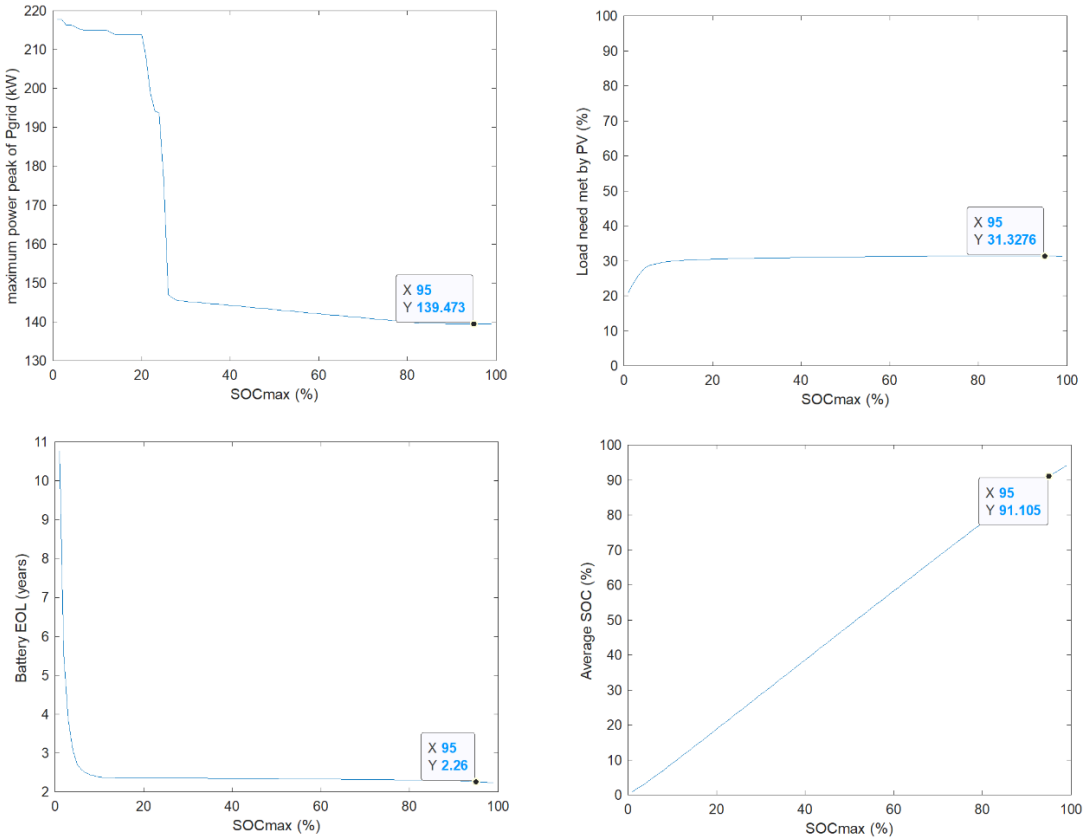 220
210
200
190
180
170
160
150
140
130
maximum power peak of Pgrid (kW)
X 95
Y 139.473
0 20 40 60 80 100
SOCmax (%)
100
90
80
70
60
50
40
30
20
10
0
Load need met by PV (%)
X 95
Y 31.3276
0 20 40 60 80 100
SOCmax (%)
11
10
9
8
7
6
5
4
3
2
Battery EOL (years)
X 95
Y 2.26
0 20 40 60 80 100
SOCmax (%)
100
90
80
70
60
50
40
30
20
10
0
Average SOC (%)
X 95
Y 91.105
0 20 40 60 80 100
SOCmax (%)